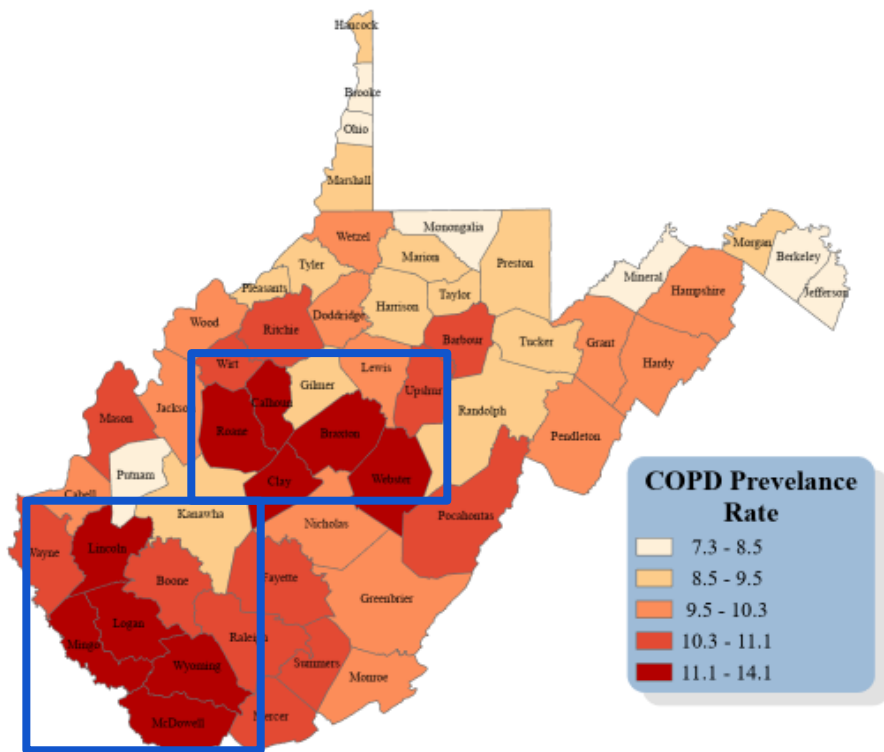 Hancock
Brooke
Ohio
Marshall
Wetzel
Monongalia
Marion
Preston
Tyler
Pleasants
Harrison
Taylor
Doddridge
Wood
Ritchie
Barbour
Tucker
Mineral
Hampshire
Morgan
Berkeley
Jefferson
Grant
Hardy
Wirt
Calhoun
Gilmer
Lewis
Upshur
Randolph
Pendleton
Mason
Jackson
Roane
Braxton
Webster
Clay
Putnam
Cabell
Kanawha
Nicholas
Pocahontas
Wayne
Lincoln
Boone
Fayette
Greenbrier
Logan
Mingo
Wyoming
Raleigh
Summers
Monroe
McDowell
Mercer
COPD Prevelance
Rate
7.3 - 8.5
8.5 - 9.5
9.5 - 10.3
10.3 - 11.1
11.1 - 14.1